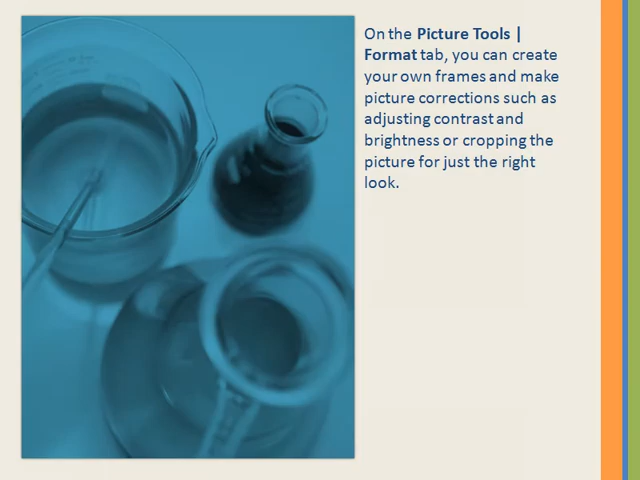 On the Picture Tools |
Format tab, you can create
your own frames and make
picture corrections such as
adjusting contrast and
brightness or cropping the
picture for just the right
look.